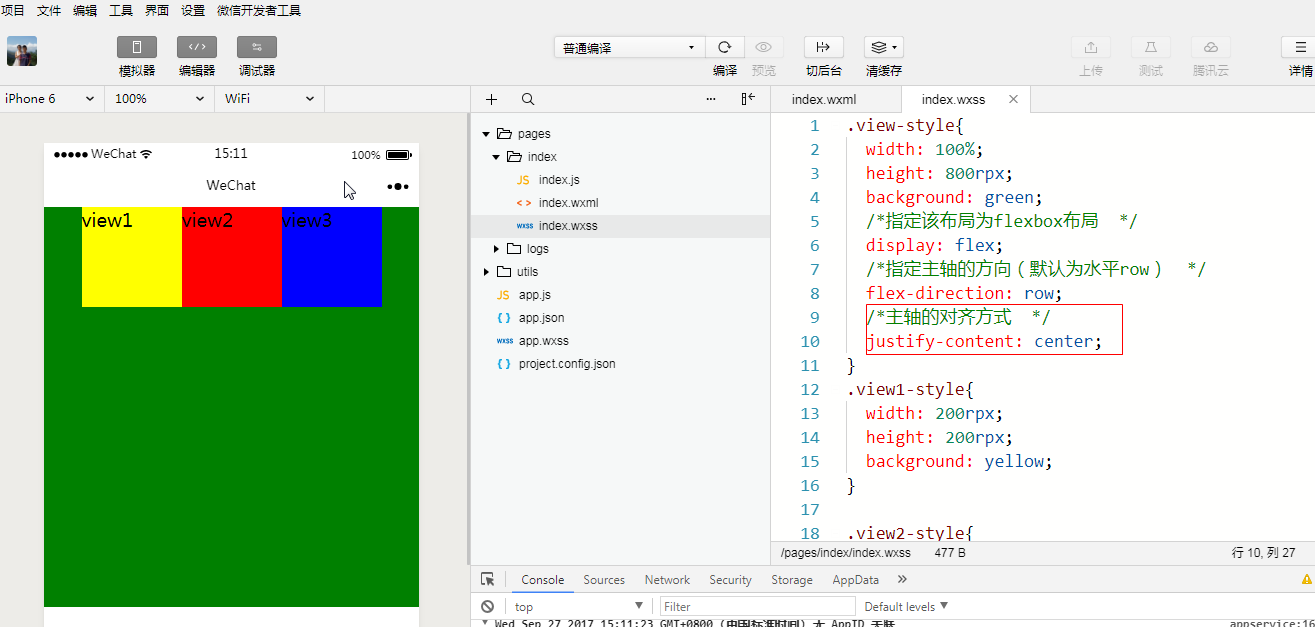 项目 文件 编辑 工具 界面 设置 微信开发者工具
普通编译
模拟器 编辑器 调试器 编译 预览 切后台 清缓存 上传 测试 腾讯云 详情
iPhone 6 100% WiFi
WeChat 15:11 100%
WeChat
view1 view2 view3
pages
index
JS index.js
< > index.wxml
wxss index.wxss
logs
utils
JS app.js
{ } app.json
wxss app.wxss
{ } project.config.json
index.wxml index.wxss
1 .view-style{
2 width: 100%;
3 height: 800rpx;
4 background: green;
5 /*指定该布局为flexbox布局 */
6 display: flex;
7 /*指定主轴的方向（默认为水平row） */
8 flex-direction: row;
9 /*主轴的对齐方式 */
10 justify-content: center;
11 }
12 .view1-style{
13 width: 200rpx;
14 height: 200rpx;
15 background: yellow;
16 }
17
18 .view2-style{
/pages/index/index.wxss 477 B 行 10, 列 27
Console Sources Network Security Storage AppData »
top Filter Default levels
Wed Sep 27 2017 15:11:23 GMT+0800 (中国标准时间) 无 AppID 关联 appservice:16